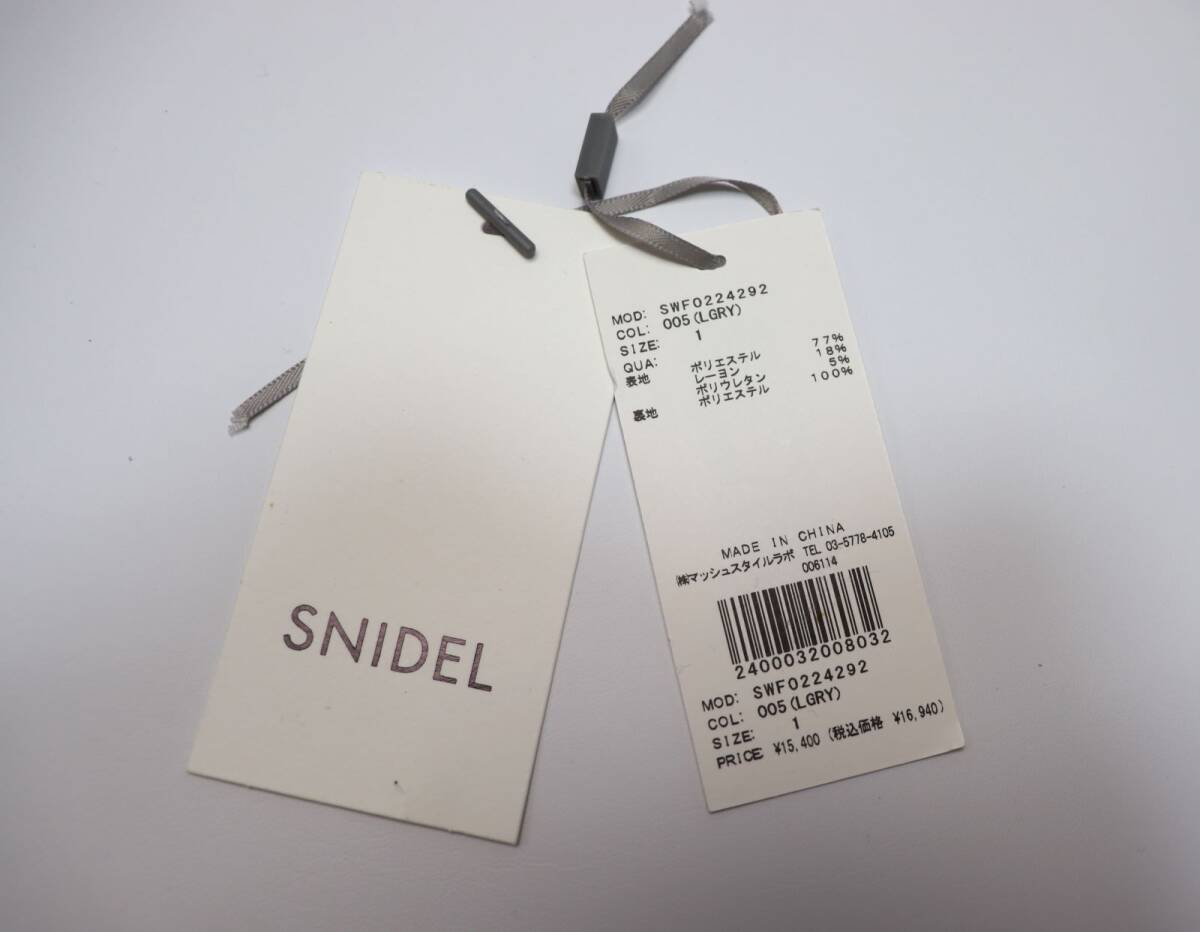 SNIDEL
MOD: SWF0224292
COL: 005(LGRY)
SIZE: 1
QUA:
表地 ポリエステル 77%
レーヨン 18%
ポリウレタン 5%
裏地 ポリエステル 100%
MADE IN CHINA
㈱マッシュスタイルラボ TEL 03-5778-4105
006114
2400032008032
MOD: SWF0224292
COL: 005(LGRY)
SIZE: 1
PRICE ¥15,400 (税込価格 ¥16,940)